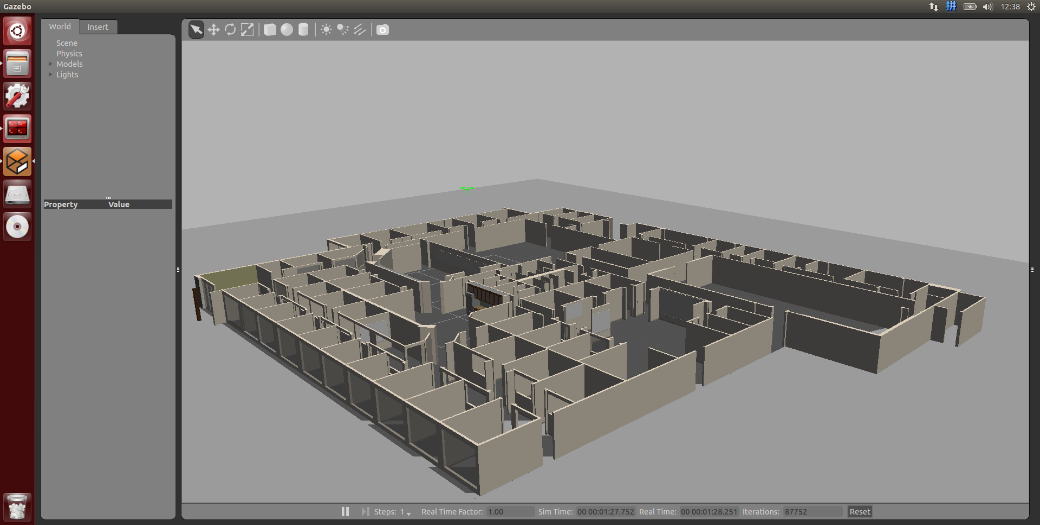 Gazebo
12:38
World Insert
Scene
Physics
Models
Lights
Property Value
Steps: 1 Real Time Factor: 1.00 Sim Time: 00 00:01:27.752 Real Time: 00 00:01:28.251 Iterations: 87752 Reset